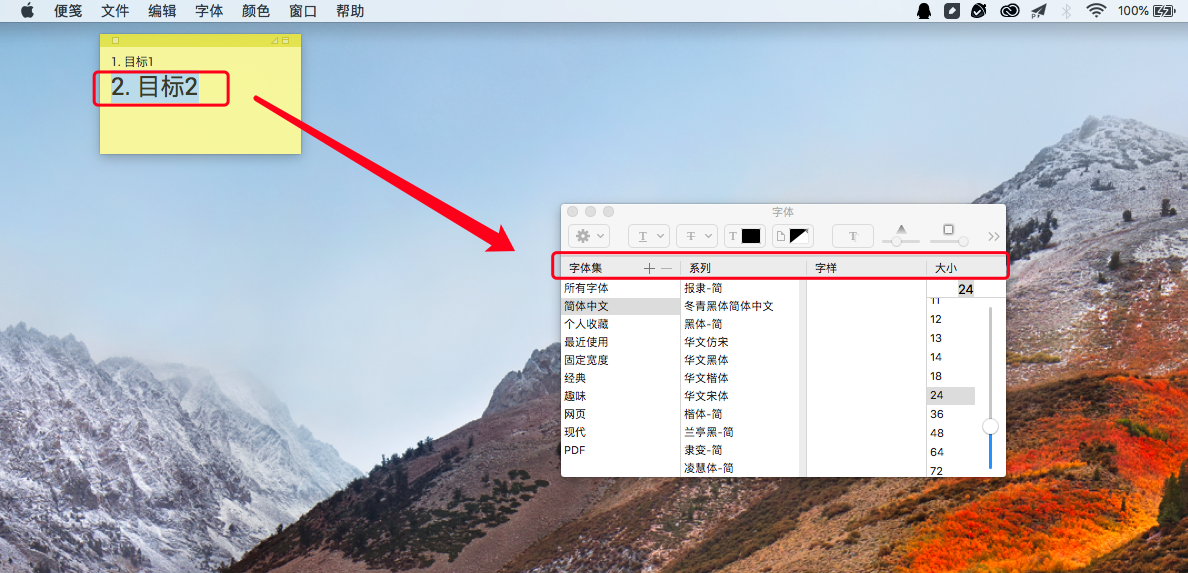 便笺 文件 编辑 字体 颜色 窗口 帮助 100%
1. 目标1
2. 目标2
字体
字体集 系列 字样 大小
24
所有字体
简体中文
个人收藏
最近使用
固定宽度
经典
趣味
网页
现代
PDF
报隶-简
冬青黑体简体中文
黑体-简
华文仿宋
华文黑体
华文楷体
华文宋体
楷体-简
兰亭黑-简
隶变-简
凌慧体-简
11
12
13
14
18
24
36
48
64
72